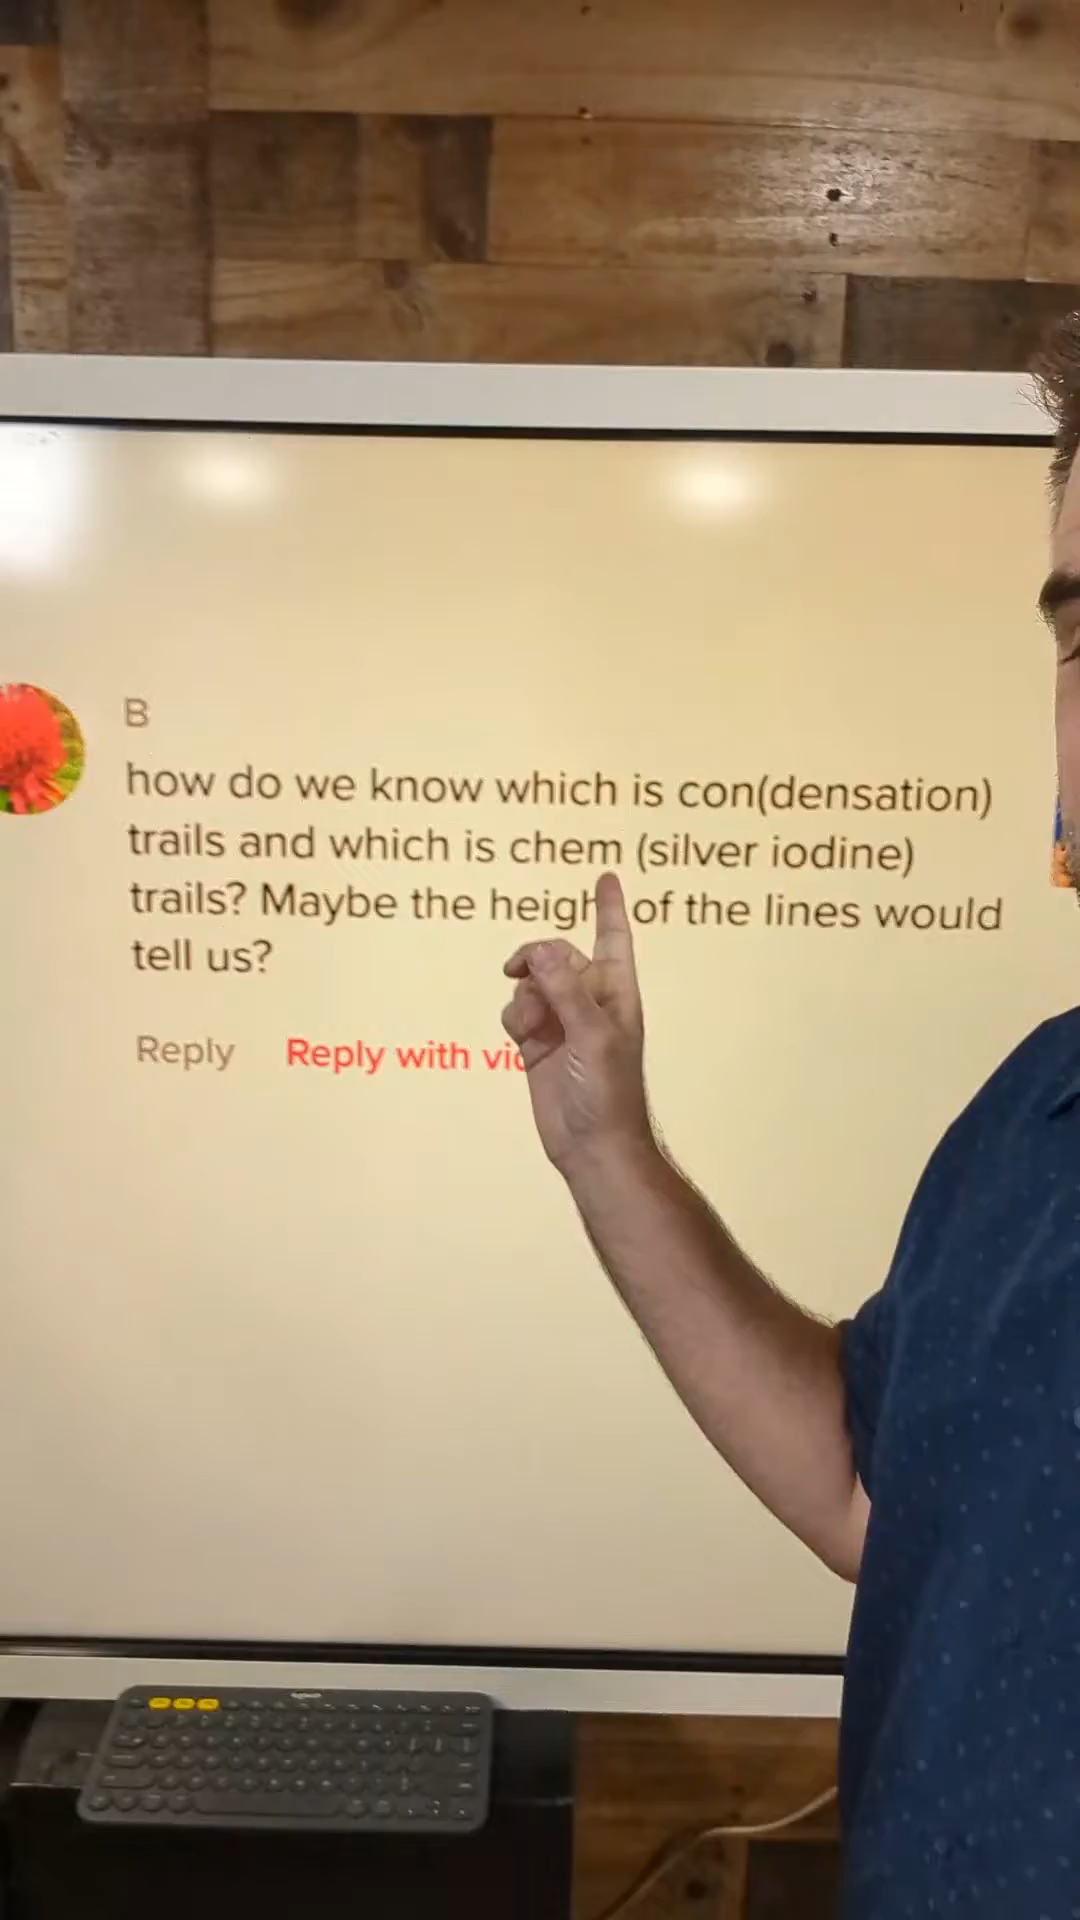 B
how do we know which is con(densation)
trails and which is chem (silver iodine)
trails? Maybe the heigh of the lines would
tell us?
Reply Reply with vid